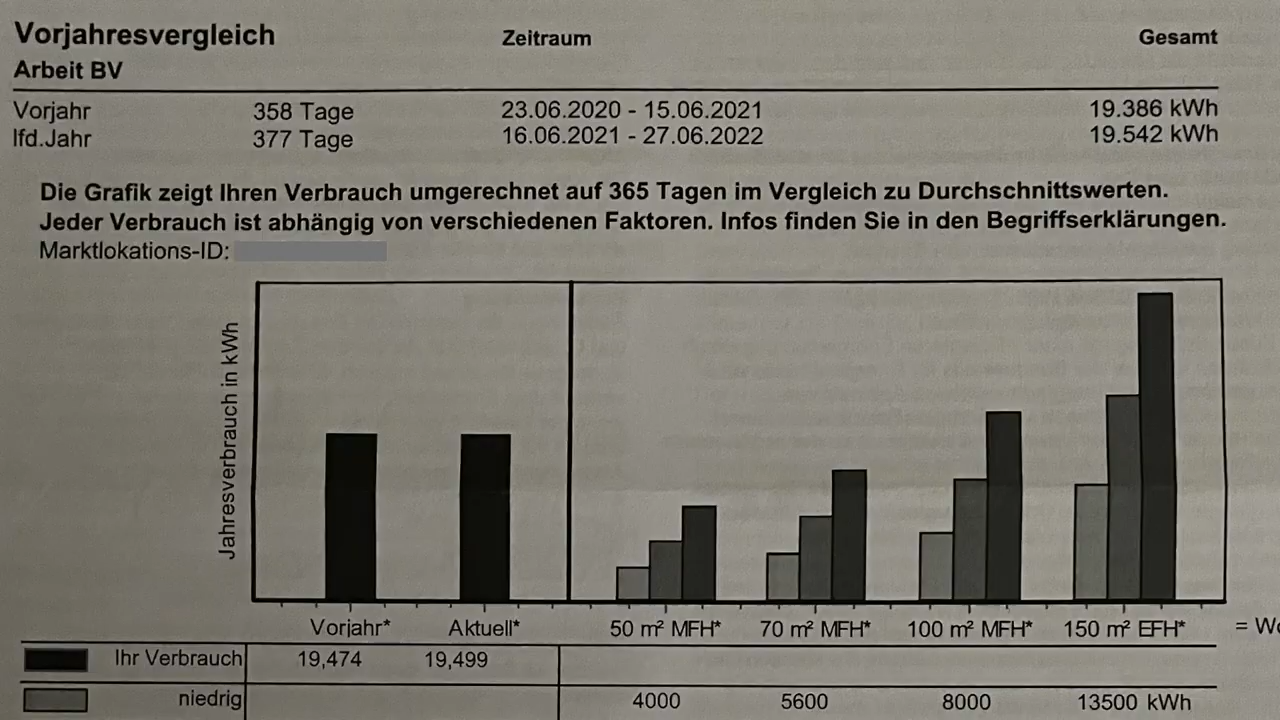 Vorjahresvergleich Zeitraum Gesamt
Arbeit BV
Vorjahr 358 Tage 23.06.2020 - 15.06.2021 19.386 kWh
lfd.Jahr 377 Tage 16.06.2021 - 27.06.2022 19.542 kWh
Die Grafik zeigt Ihren Verbrauch umgerechnet auf 365 Tagen im Vergleich zu Durchschnittswerten.
Jeder Verbrauch ist abhängig von verschiedenen Faktoren. Infos finden Sie in den Begriffserklärungen.
Marktlokations-ID:
Jahresverbrauch in kWh
Vorjahr* Aktuell* 50 m² MFH* 70 m² MFH* 100 m² MFH* 150 m² EFH* =
Ihr Verbrauch 19,474 19,499
niedrig 4000 5600 8000 13500 kWh